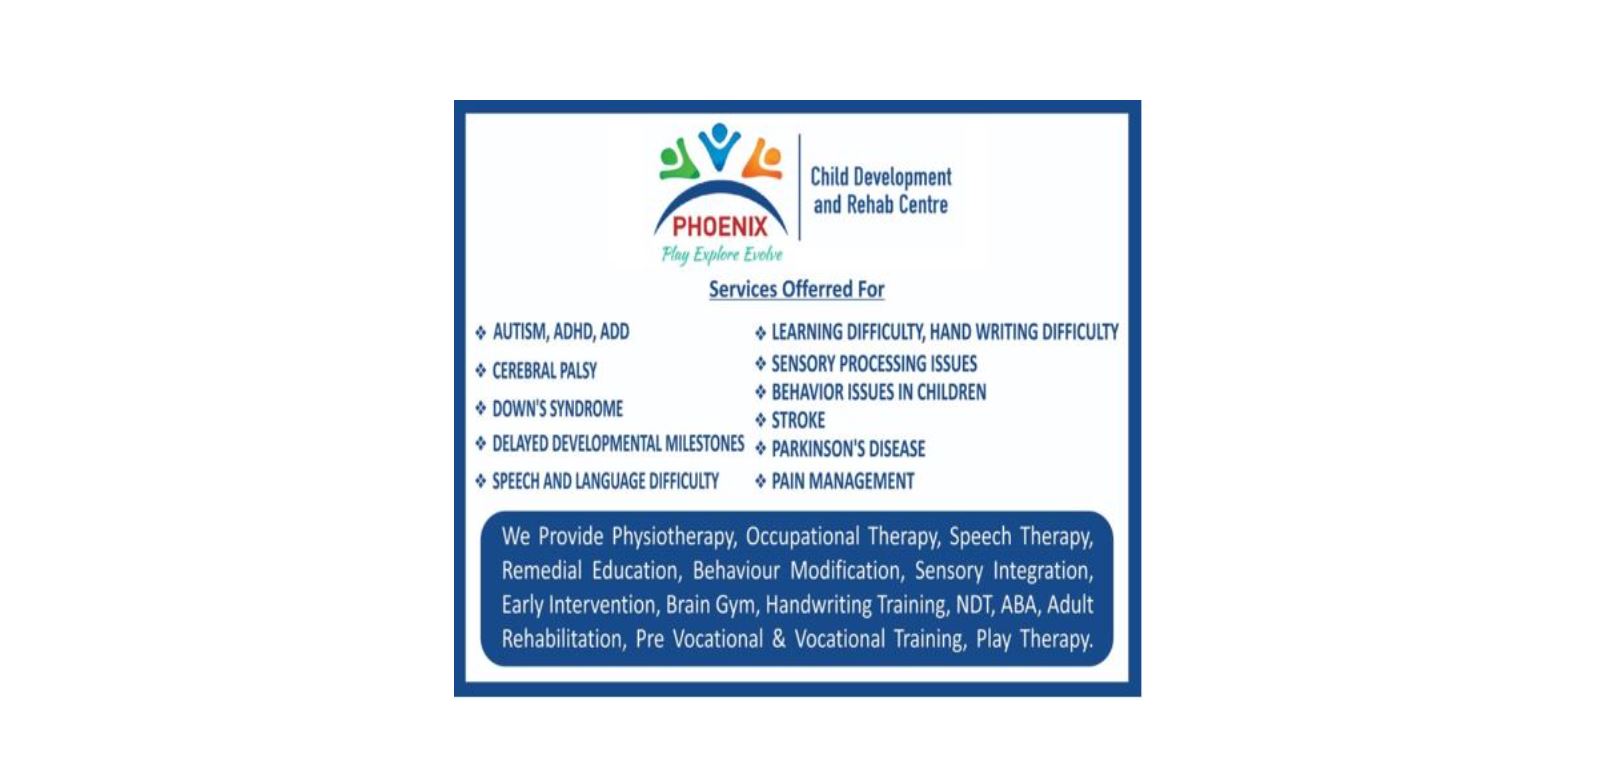 PHOENIX
Play Explore Evolve
Child Development
and Rehab Centre
Services Offerred For
❖ AUTISM, ADHD, ADD
❖ CEREBRAL PALSY
❖ DOWN'S SYNDROME
❖ DELAYED DEVELOPMENTAL MILESTONES
❖ SPEECH AND LANGUAGE DIFFICULTY
❖ LEARNING DIFFICULTY, HAND WRITING DIFFICULTY
❖ SENSORY PROCESSING ISSUES
❖ BEHAVIOR ISSUES IN CHILDREN
❖ STROKE
❖ PARKINSON'S DISEASE
❖ PAIN MANAGEMENT
We Provide Physiotherapy, Occupational Therapy, Speech Therapy,
Remedial Education, Behaviour Modification, Sensory Integration,
Early Intervention, Brain Gym, Handwriting Training, NDT, ABA, Adult
Rehabilitation, Pre Vocational & Vocational Training, Play Therapy.